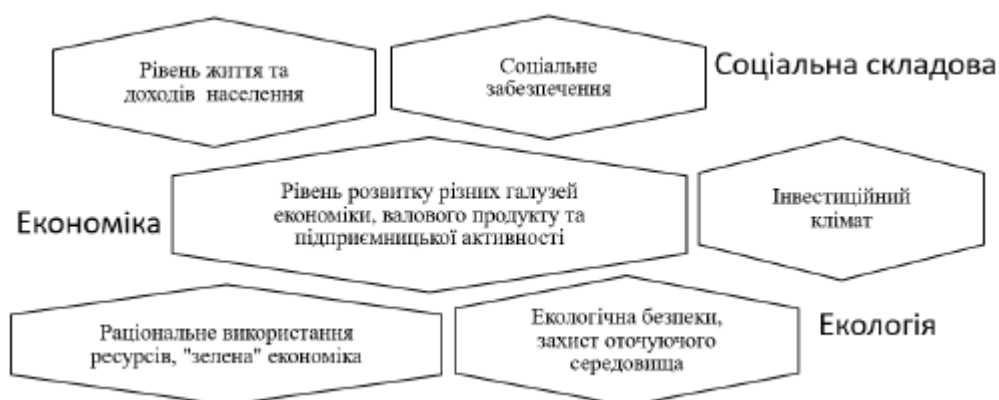 Рівень життя та
доходів населення
Соціальне
забезпечення
Соціальна складова
Економіка
Рівень розвитку різних галузей
економіки, валового продукту та
підприємницької активності
Інвестиційний
клімат
Раціональне використання
ресурсів, "зелена" економіка
Екологічна безпеки,
захист оточуючого
середовища
Екологія